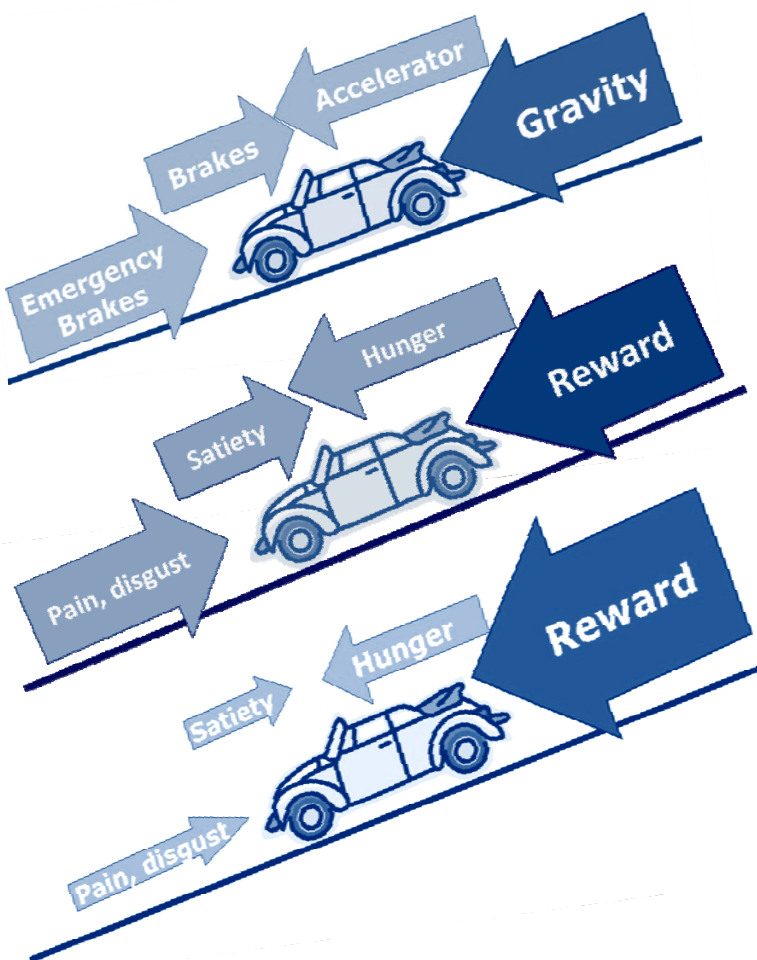 Accelerator
Gravity
Brakes
Emergency
Brakes
Hunger
Reward
Satiety
Pain, disgust
Reward
Hunger
Satiety
Pain, disgust